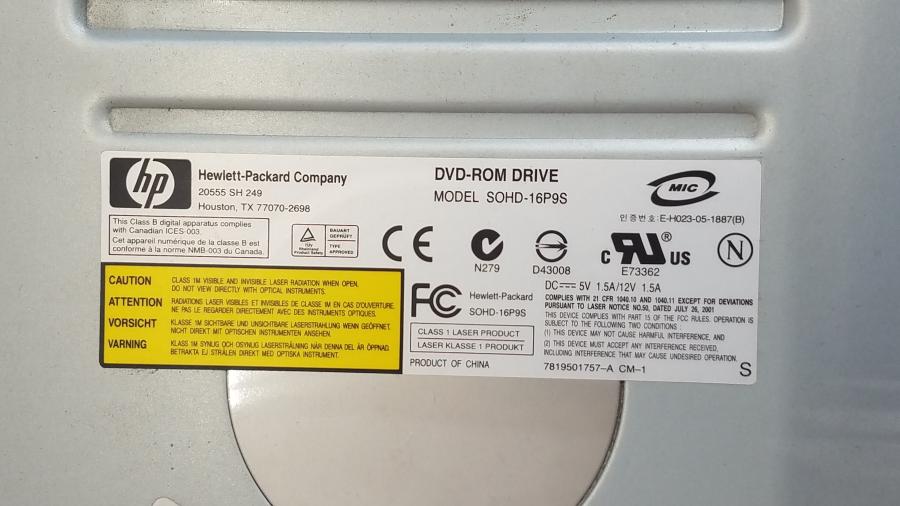 hp
Hewlett-Packard Company
20555 SH 249
Houston, TX 77070-2698
DVD-ROM DRIVE
MODEL SOHD-16P9S
MIC
인증번호:E-H023-05-1887(B)
This Class B digital apparatus complies
with Canadian ICES-003.
Cet appareil numérique de la classe B est
conforme à la norme NMB-003 du Canada.
TÜV
Rheinland
Product Safety
BAUART
GEPRÜFT
TYPE
APPROVED
CE
N279
D43008
c RU ® US
E73362
N
CAUTION CLASS 1M VISIBLE AND INVISIBLE LASER RADIATION WHEN OPEN,
DO NOT VIEW DIRECTLY WITH OPTICAL INSTRUMENTS.
ATTENTION RADIATIONS LASER VISIBLES ET INVISIBLES DE CLASSE 1M EN CAS D'OUVERTURE.
NE PAS LE REGARDER DIRECTEMENT AVEC DES INSTRUMENTS OPTIQUES.
VORSICHT KLASSE 1M SICHTBARE UND UNSICHTBARE LASERSTRAHLUNG WENN GEÖFFNET,
NICHT DIREKT MIT OPTISCHEN INSTRUMENTEN ANSEHEN.
VARNING KLASS 1M SYNLIG OCH OSYNLIG LASERSTRÅLNING NÄR DENNA DEL ÄR ÖPPNAD,
BETRAKTA EJ STRÅLEN DIREKT MED OPTISKA INSTRUMENT.
FC Hewlett-Packard
SOHD-16P9S
CLASS 1 LASER PRODUCT
LASER KLASSE 1 PRODUKT
PRODUCT OF CHINA
DC⎓ 5V 1.5A/12V 1.5A
COMPLIES WITH 21 CFR 1040.10 AND 1040.11 EXCEPT FOR DEVIATIONS
PURSUANT TO LASER NOTICE NO.50, DATED JULY 26, 2001
THIS DEVICE COMPLIES WITH PART 15 OF THE FCC RULES. OPERATION IS
SUBJECT TO THE FOLLOWING TWO CONDITIONS :
(1) THIS DEVICE MAY NOT CAUSE HARMFUL INTERFERENCE, AND
(2) THIS DEVICE MUST ACCEPT ANY INTERFERENCE RECEIVED,
INCLUDING INTERFERENCE THAT MAY CAUSE UNDESIRED OPERATION.
7819501757-A CM-1
S